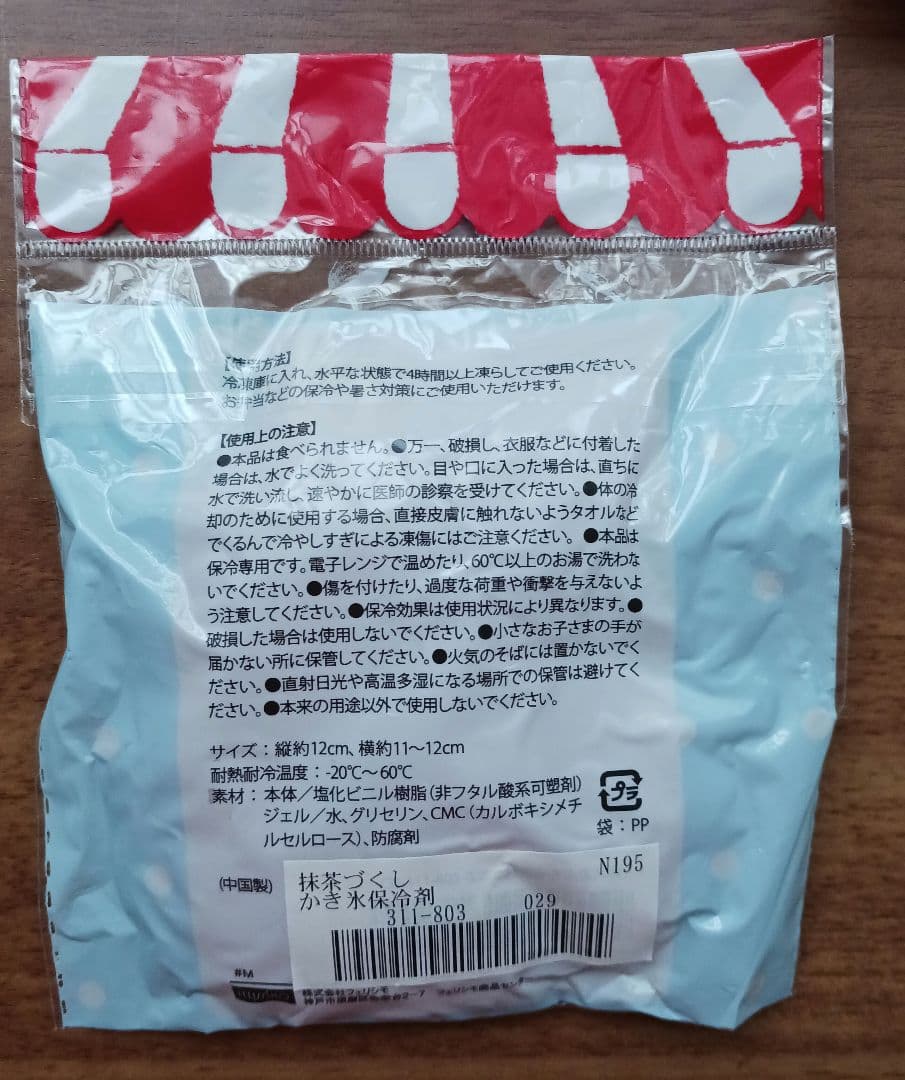 【使用方法】
冷凍庫に入れ、水平な状態で4時間以上凍らしてご使用ください。
お弁当などの保冷や暑さ対策にご使用いただけます。
【使用上の注意】
●本品は食べられません。●万一、破損し、衣服などに付着した
場合は、水でよく洗ってください。目や口に入った場合は、直ちに
水で洗い流し、速やかに医師の診察を受けてください。●体の冷
却のために使用する場合、直接皮膚に触れないようタオルなど
でくるんで冷やしすぎによる凍傷にはご注意ください。 ●本品は
保冷専用です。電子レンジで温めたり、60℃以上のお湯で洗わな
いでください。●傷を付けたり、過度な荷重や衝撃を与えないよ
う注意してください。●保冷効果は使用状況により異なります。●
破損した場合は使用しないでください。●小さなお子さまの手が
届かない所に保管してください。●火気のそばには置かないでく
ださい。●直射日光や高温多湿になる場所での保管は避けてく
ださい。●本来の用途以外で使用しないでください。
サイズ：縦約12cm、横約11～12cm
耐熱耐冷温度：-20℃～60℃
素材：本体／塩化ビニル樹脂（非フタル酸系可塑剤）
ジェル／水、グリセリン、CMC（カルボキシメチ
ルセルロース）、防腐剤
プラ
袋：PP
（中国製）
N195
抹茶づくし
かき氷保冷剤
311-803 029
#M
株式会社フェリシモ